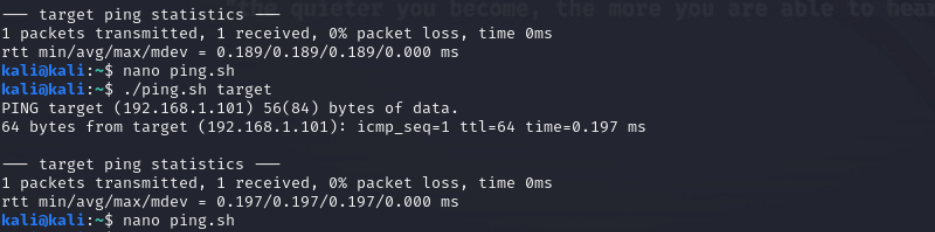 "the quieter you become, the more you are able to hear
— target ping statistics —
1 packets transmitted, 1 received, 0% packet loss, time 0ms
rtt min/avg/max/mdev = 0.189/0.189/0.189/0.000 ms
kali@kali:~$ nano ping.sh
kali@kali:~$ ./ping.sh target
PING target (192.168.1.101) 56(84) bytes of data.
64 bytes from target (192.168.1.101): icmp_seq=1 ttl=64 time=0.197 ms
— target ping statistics —
1 packets transmitted, 1 received, 0% packet loss, time 0ms
rtt min/avg/max/mdev = 0.197/0.197/0.197/0.000 ms
kali@kali:~$ nano ping.sh